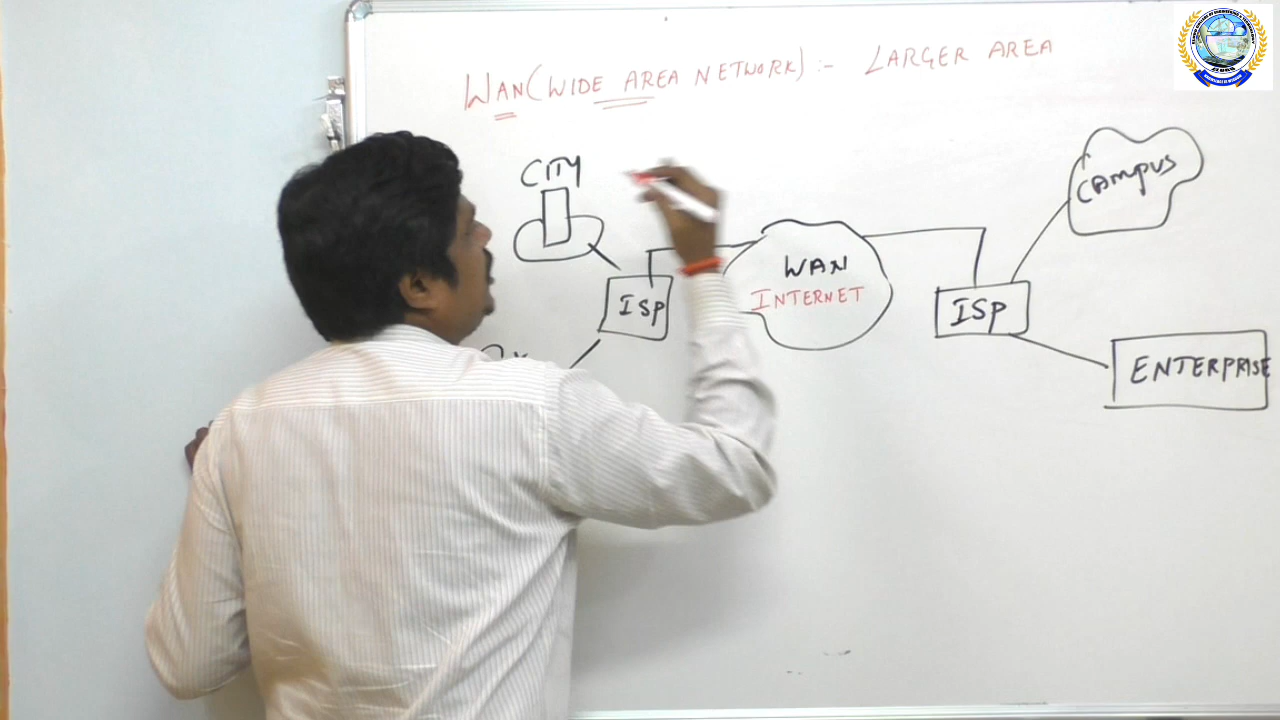 WAN (WIDE AREA NETWORK) :- LARGER AREA
CITY
CAMPUS
WAN
INTERNET
ISP
ISP
ENTERPRISE